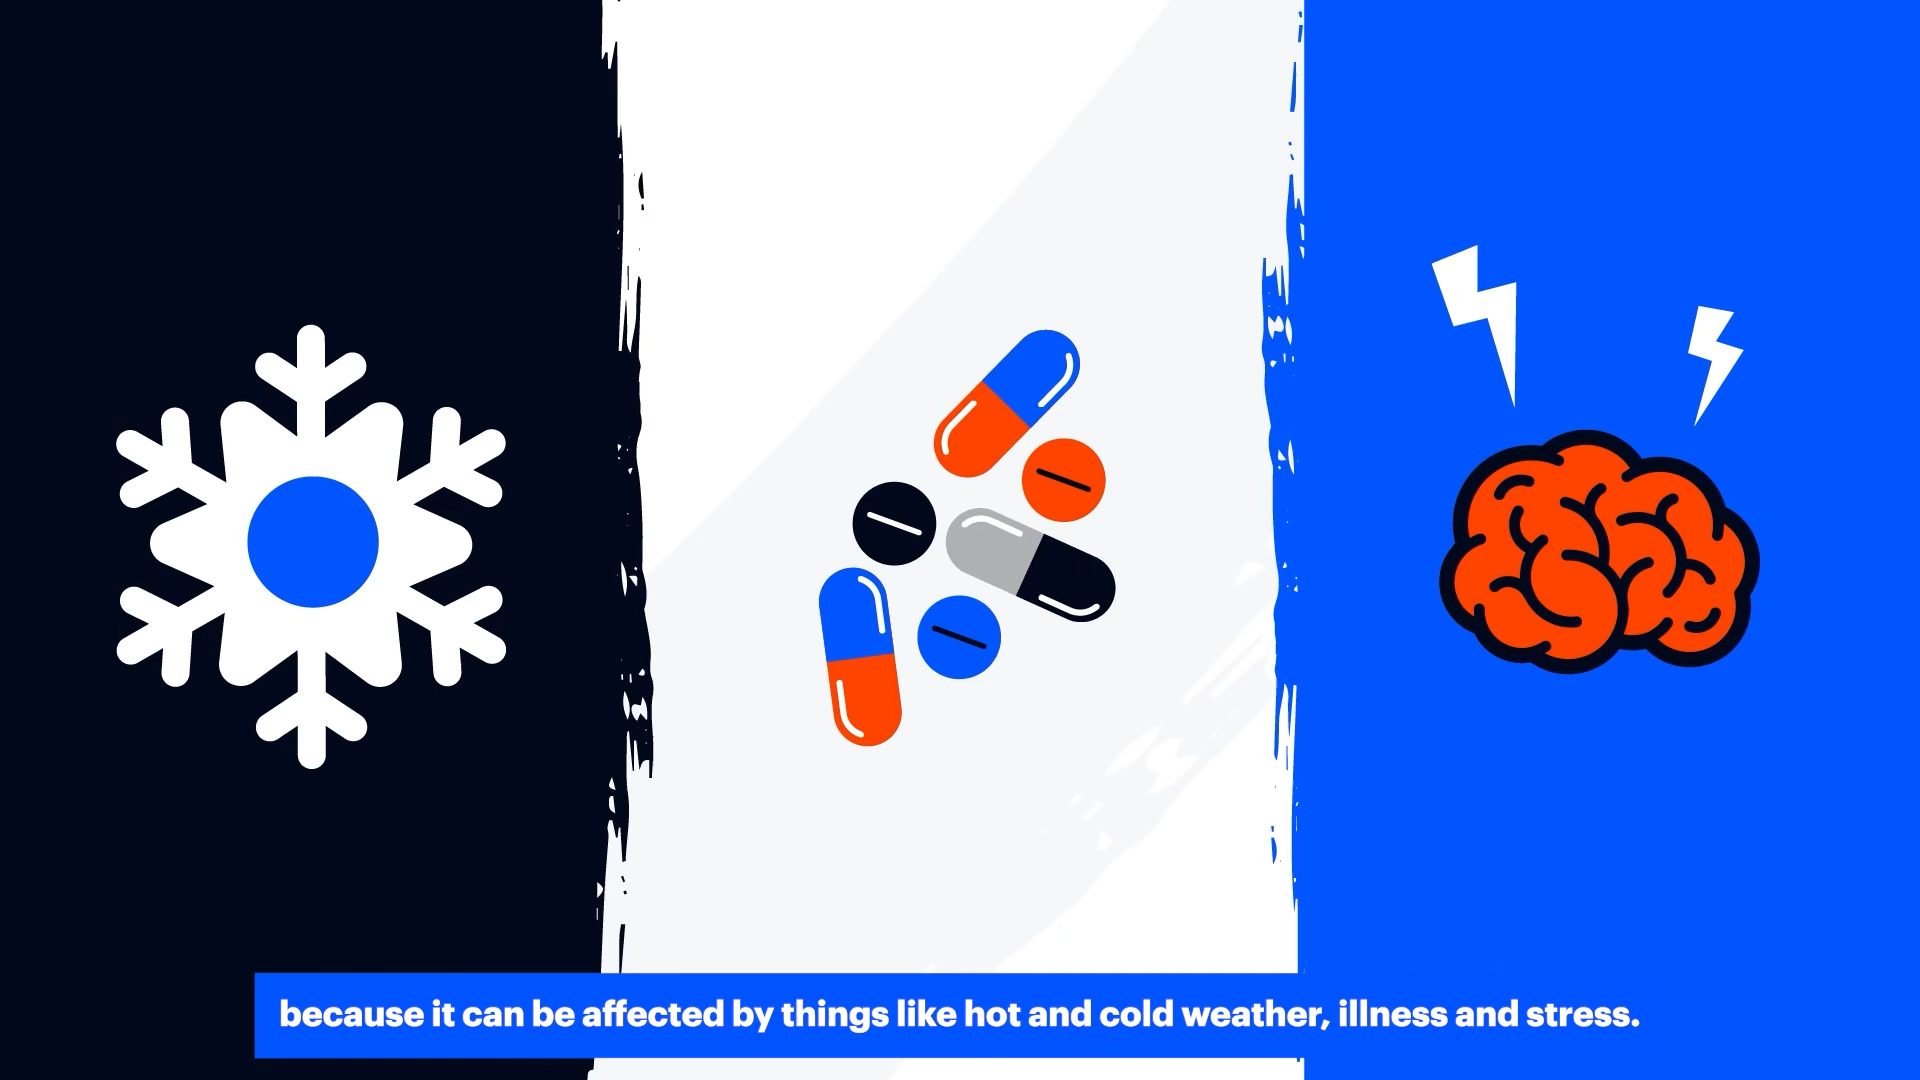 because it can be affected by things like hot and cold weather, illness and stress.